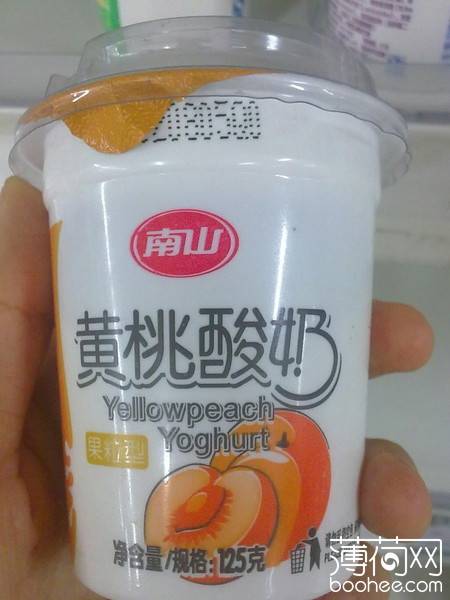 南山
黄桃酸奶
Yellowpeach
Yoghurt
果粒型
净含量/规格:125克
薄荷网
boohee.com